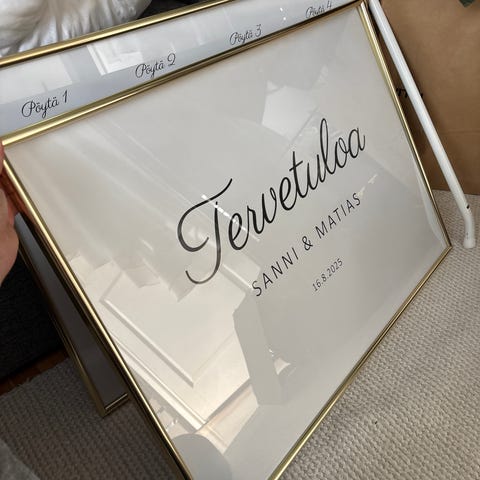 Pöytä 1
Pöytä 2
Pöytä 3
Pöytä 4
Tervetuloa
SANNI & MATIAS
16.8.2025